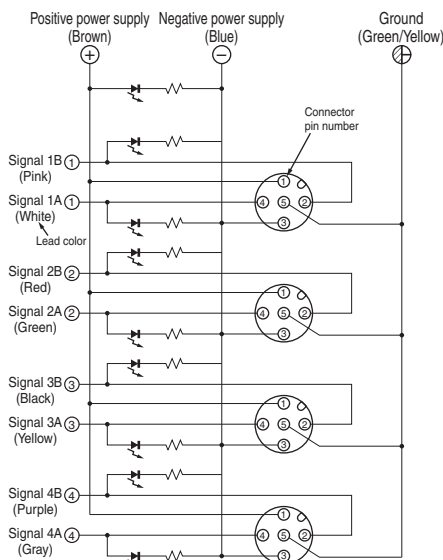 Positive power supply
(Brown)
Negative power supply
(Blue)
Ground
(Green/Yellow)
+
−
Connector
pin number
Signal 1B 1
(Pink)
Signal 1A 1
(White)
Lead color
1
4 5 2
3
Signal 2B 2
(Red)
Signal 2A 2
(Green)
1
4 5 2
3
Signal 3B 3
(Black)
Signal 3A 3
(Yellow)
1
4 5 2
3
Signal 4B 4
(Purple)
Signal 4A 4
(Gray)
1
4 5 2
3